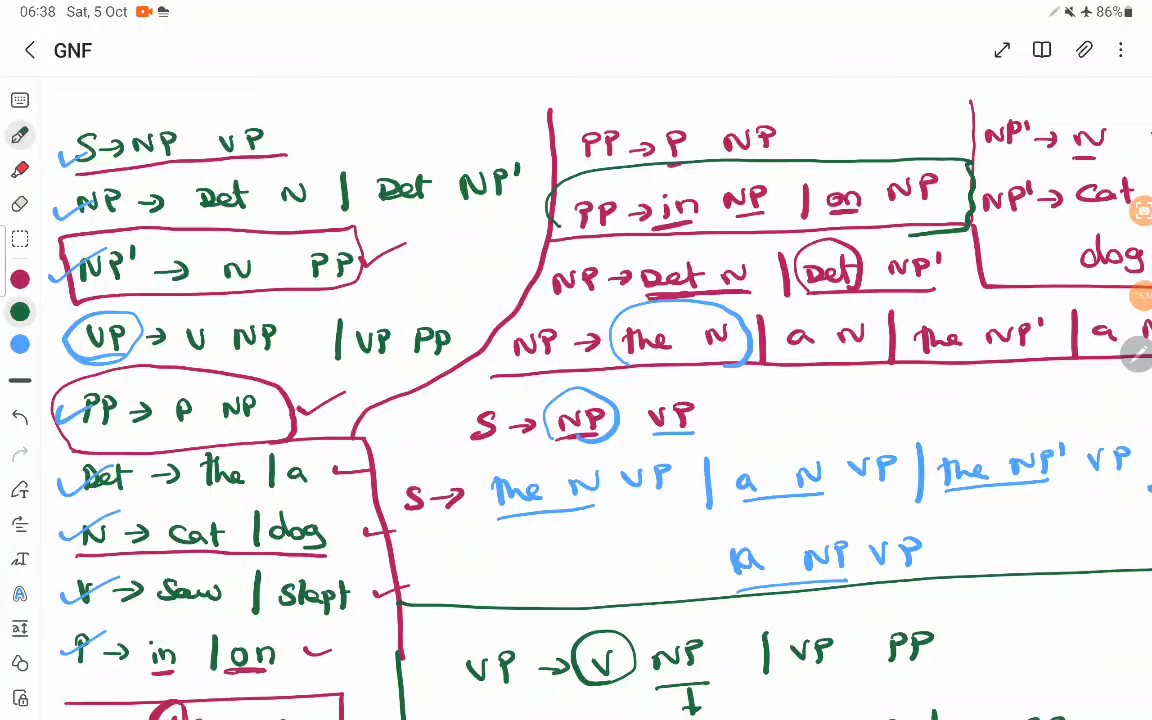 06:38 Sat, 5 Oct 86%
GNF
S → NP VP
NP → Det N | Det NP'
NP' → N PP
VP → V NP | VP PP
PP → P NP
Det → the | a
N → cat | dog
V → saw | slept
P → in | on
PP → P NP
PP → in NP | on NP
NP → Det N | Det NP'
NP → the N | a N | the NP' | a N
S → NP VP
S → the N VP | a N VP | the NP' VP
a NP VP
VP → V NP | VP PP
NP' → N
NP' → cat
dog